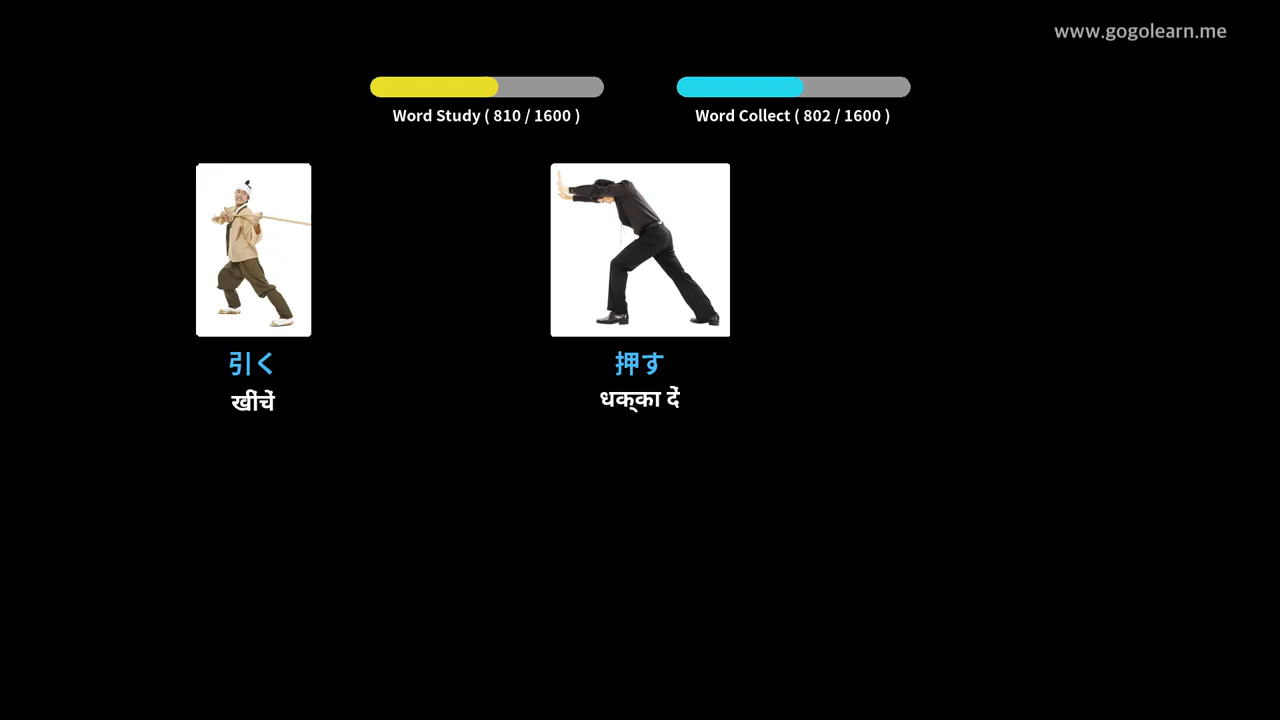 www.gogolearn.me
Word Study ( 810 / 1600 )
Word Collect ( 802 / 1600 )
引く
खींचें
押す
धक्का दें